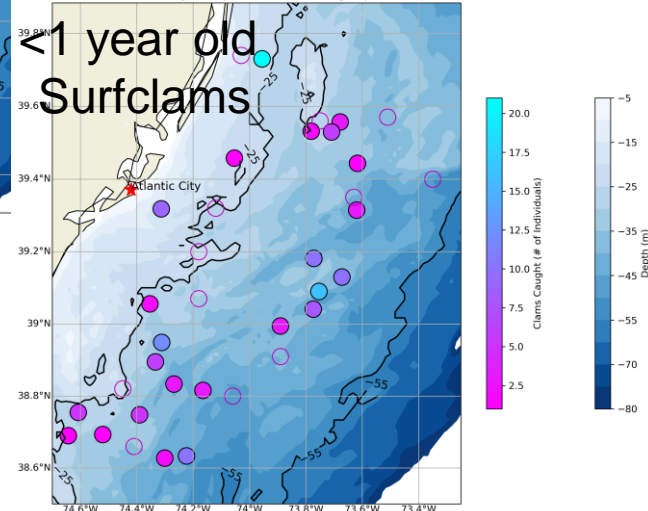 <1 year old
Surfclams
39.8°N
39.6°N
39.4°N
39.2°N
39°N
38.8°N
38.6°N
74.6°W 74.4°W 74.2°W 74°W 73.8°W 73.6°W 73.4°W
Atlantic City
−25
−25
−25
−25
−55
−55
−55
20.0
17.5
15.0
12.5
10.0
7.5
5.0
2.5
Clams Caught (# of Individuals)
−5
−15
−25
−35
−45
−55
−70
−80
Depth (m)